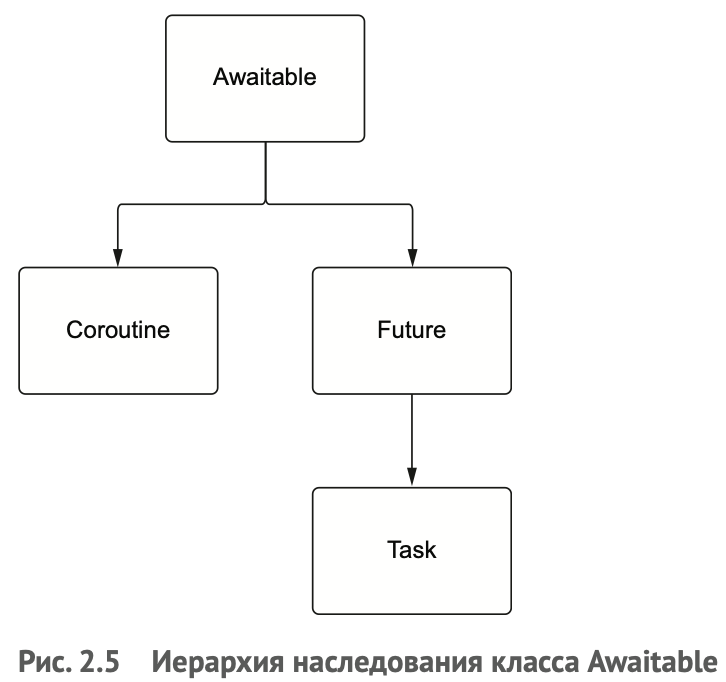 Awaitable
Coroutine
Future
Task
Рис. 2.5 Иерархия наследования класса Awaitable